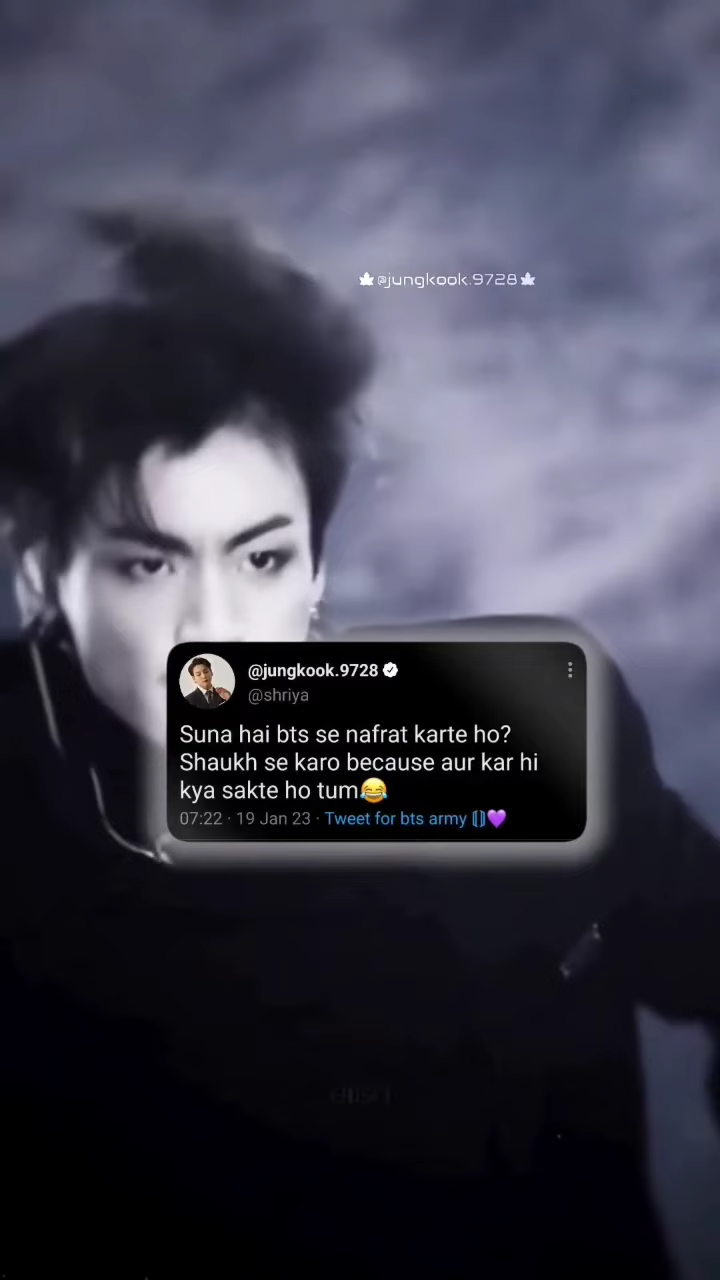 @jungkook.9728
@jungkook.9728
@shriya
Suna hai bts se nafrat karte ho?
Shaukh se karo because aur kar hi
kya sakte ho tum😂
07:22 · 19 Jan 23 · Tweet for bts army 💜